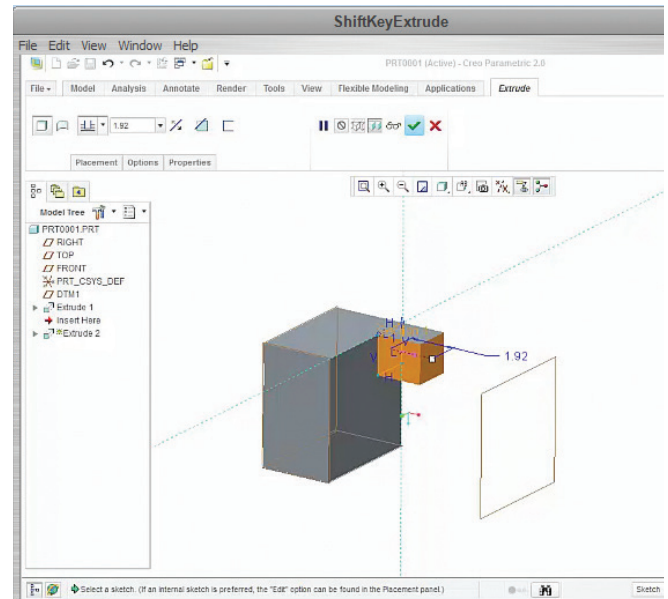 ShiftKeyExtrude
File Edit View Window Help
PRT0001 (Active) - Creo Parametric 2.0
File Model Analysis Annotate Render Tools View Flexible Modeling Applications Extrude
1.92
Placement Options Properties
Model Tree
PRT0001.PRT
RIGHT
TOP
FRONT
PRT_CSYS_DEF
DTM1
Extrude 1
Insert Here
Extrude 2
H
V
1.92
H
Select a sketch. (If an internal sketch is preferred, the "Edit" option can be found in the Placement panel.)
Sketch